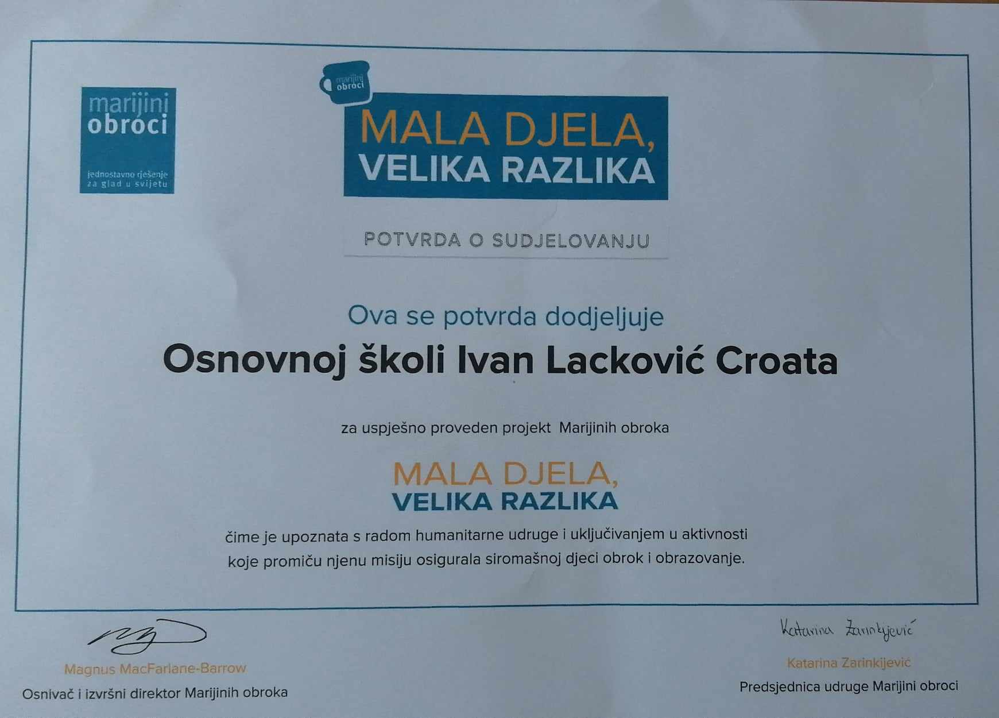 marijini
obroci
jednostavno rješenje
za glad u svijetu
marijini
obroci
MALA DJELA,
VELIKA RAZLIKA
POTVRDA O SUDJELOVANJU
Ova se potvrda dodjeljuje
Osnovnoj školi Ivan Lacković Croata
za uspješno proveden projekt Marijinih obroka
MALA DJELA,
VELIKA RAZLIKA
čime je upoznata s radom humanitarne udruge i uključivanjem u aktivnosti
koje promiču njenu misiju osigurala siromašnoj djeci obrok i obrazovanje.
Magnus MacFarlane-Barrow
Osnivač i izvršni direktor Marijinih obroka
Katarina Zarinkijević
Katarina Zarinkijević
Predsjednica udruge Marijini obroci